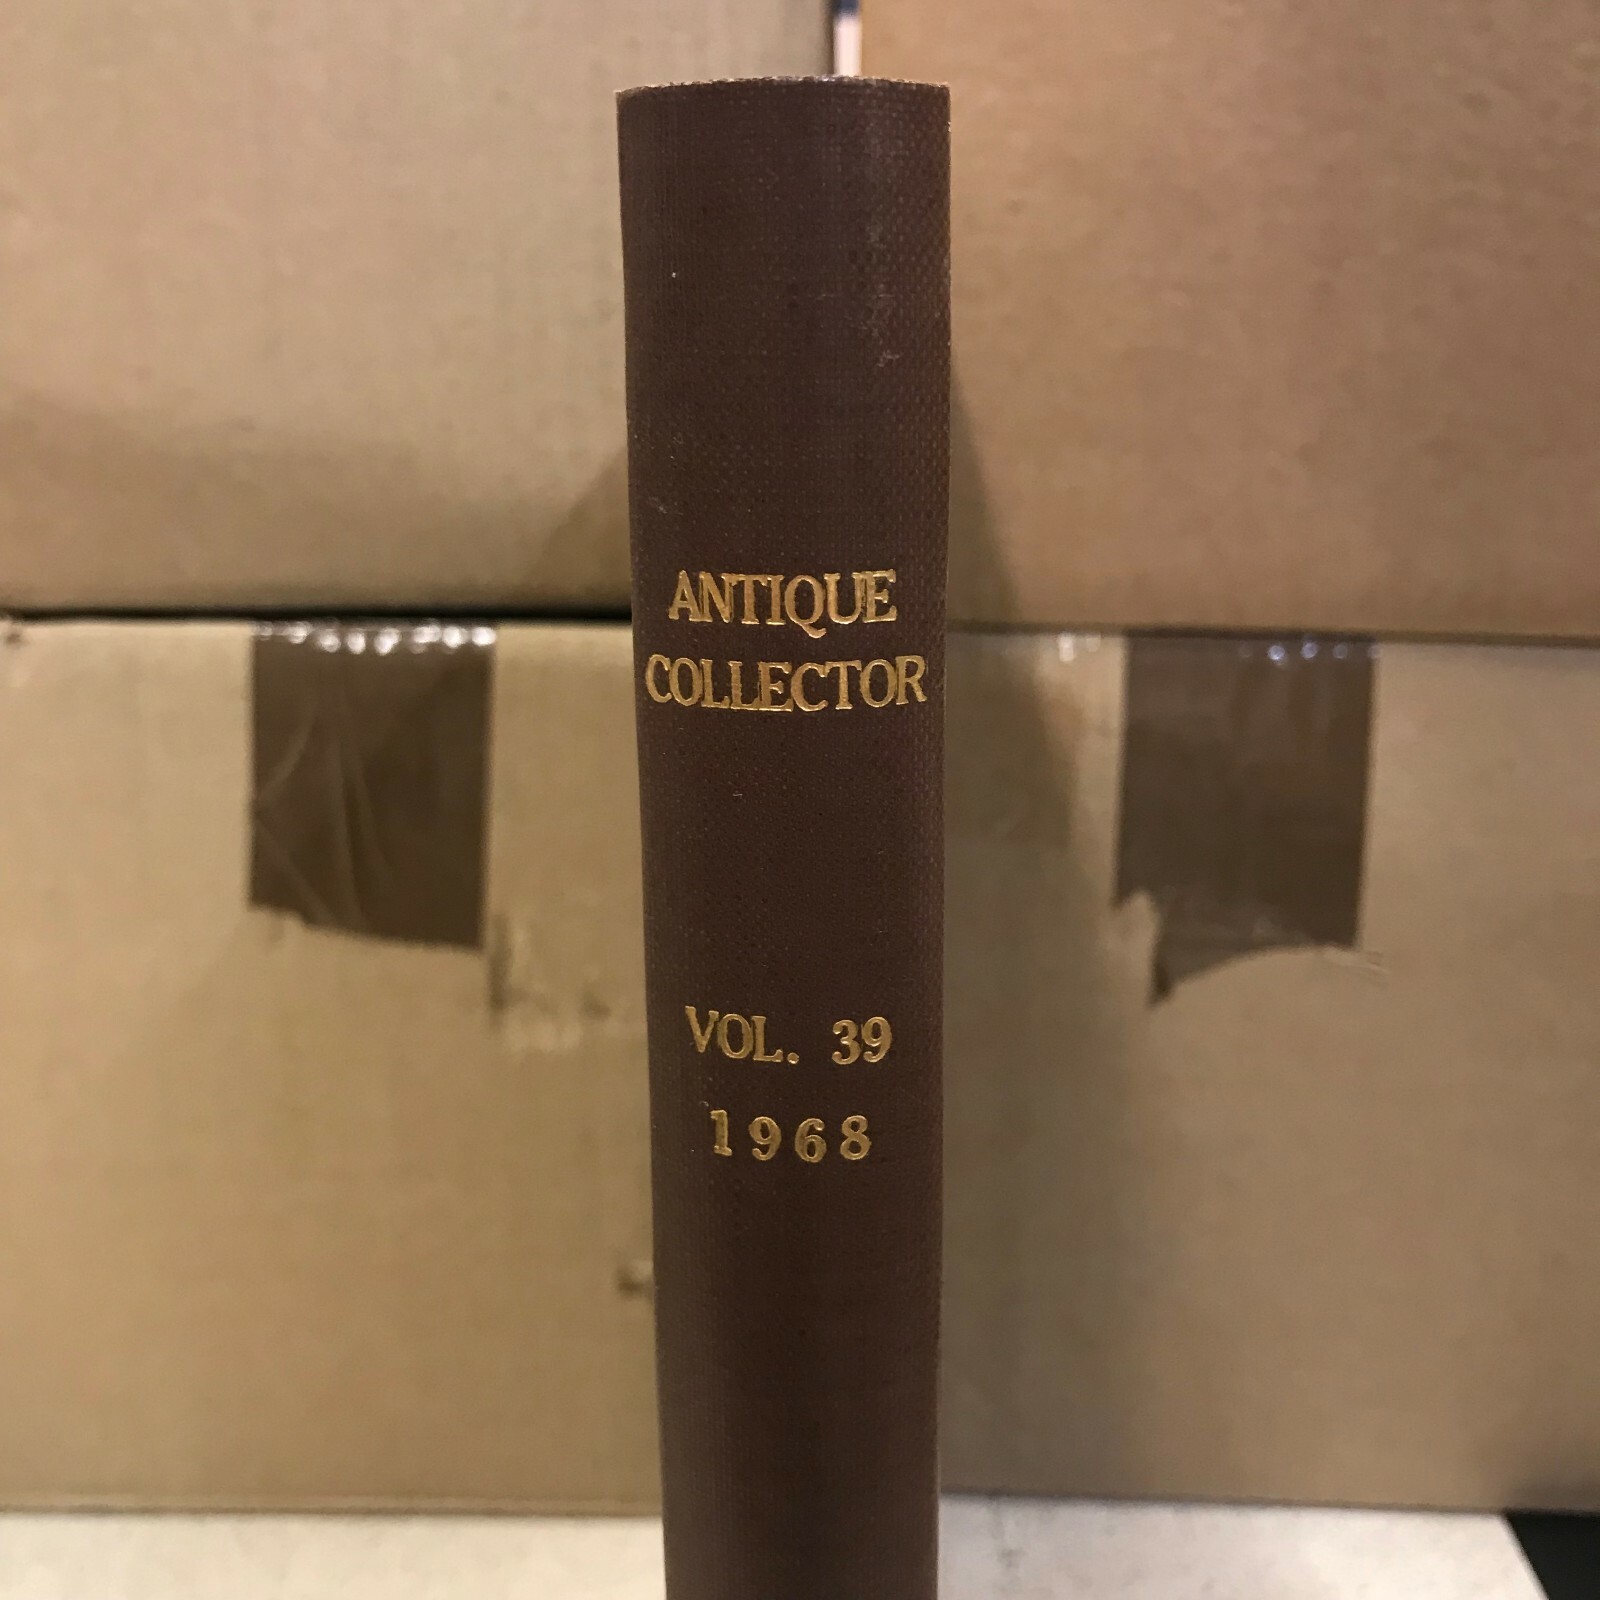 ANTIQUE
COLLECTOR
VOL. 39
1968